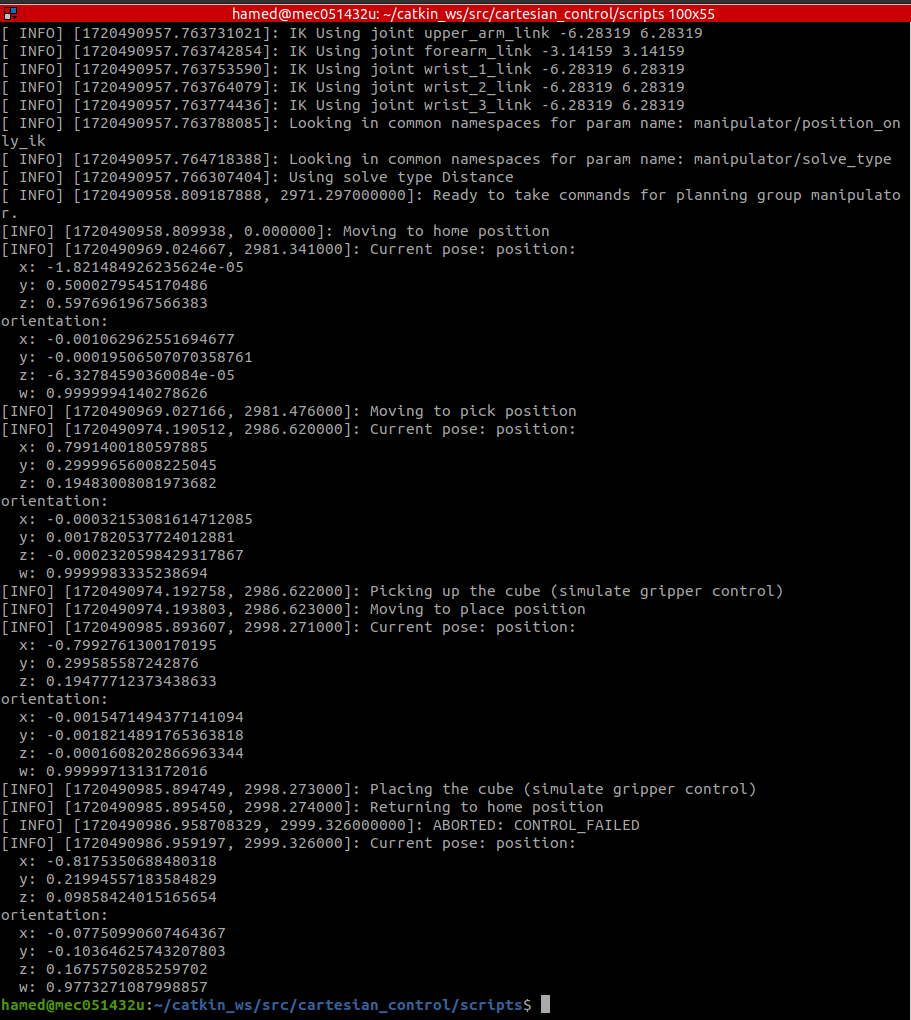 hamed@mec051432u: ~/catkin_ws/src/cartesian_control/scripts 100x55
[ INFO] [1720490957.763731021]: IK Using joint upper_arm_link -6.28319 6.28319
[ INFO] [1720490957.763742854]: IK Using joint forearm_link -3.14159 3.14159
[ INFO] [1720490957.763753590]: IK Using joint wrist_1_link -6.28319 6.28319
[ INFO] [1720490957.763764079]: IK Using joint wrist_2_link -6.28319 6.28319
[ INFO] [1720490957.763774436]: IK Using joint wrist_3_link -6.28319 6.28319
[ INFO] [1720490957.763788085]: Looking in common namespaces for param name: manipulator/position_on
ly_ik
[ INFO] [1720490957.764718388]: Looking in common namespaces for param name: manipulator/solve_type
[ INFO] [1720490957.766307404]: Using solve type Distance
[ INFO] [1720490958.809187888, 2971.297000000]: Ready to take commands for planning group manipulato
r.
[INFO] [1720490958.809938, 0.000000]: Moving to home position
[INFO] [1720490969.024667, 2981.341000]: Current pose: position:
  x: -1.821484926235624e-05
  y: 0.5000279545170486
  z: 0.5976961967566383
orientation:
  x: -0.001062962551694677
  y: -0.00019506507070358761
  z: -6.32784590360084e-05
  w: 0.9999994140278626
[INFO] [1720490969.027166, 2981.476000]: Moving to pick position
[INFO] [1720490974.190512, 2986.620000]: Current pose: position:
  x: 0.7991400180597885
  y: 0.29999656008225045
  z: 0.19483008081973682
orientation:
  x: -0.00032153081614712085
  y: 0.0017820537724012881
  z: -0.0002320598429317867
  w: 0.9999983335238694
[INFO] [1720490974.192758, 2986.622000]: Picking up the cube (simulate gripper control)
[INFO] [1720490974.193803, 2986.623000]: Moving to place position
[INFO] [1720490985.893607, 2998.271000]: Current pose: position:
  x: -0.7992761300170195
  y: 0.299585587242876
  z: 0.19477712373438633
orientation:
  x: -0.0015471494377141094
  y: -0.0018214891765363818
  z: -0.0001608202866963344
  w: 0.9999971313172016
[INFO] [1720490985.894749, 2998.273000]: Placing the cube (simulate gripper control)
[INFO] [1720490985.895450, 2998.274000]: Returning to home position
[ INFO] [1720490986.958708329, 2999.326000000]: ABORTED: CONTROL_FAILED
[INFO] [1720490986.959197, 2999.326000]: Current pose: position:
  x: -0.8175350688480318
  y: 0.21994557183584829
  z: 0.09858424015165654
orientation:
  x: -0.07750990607464367
  y: -0.10364625743207803
  z: 0.1675750285259702
  w: 0.9773271087998857
hamed@mec051432u:~/catkin_ws/src/cartesian_control/scripts$